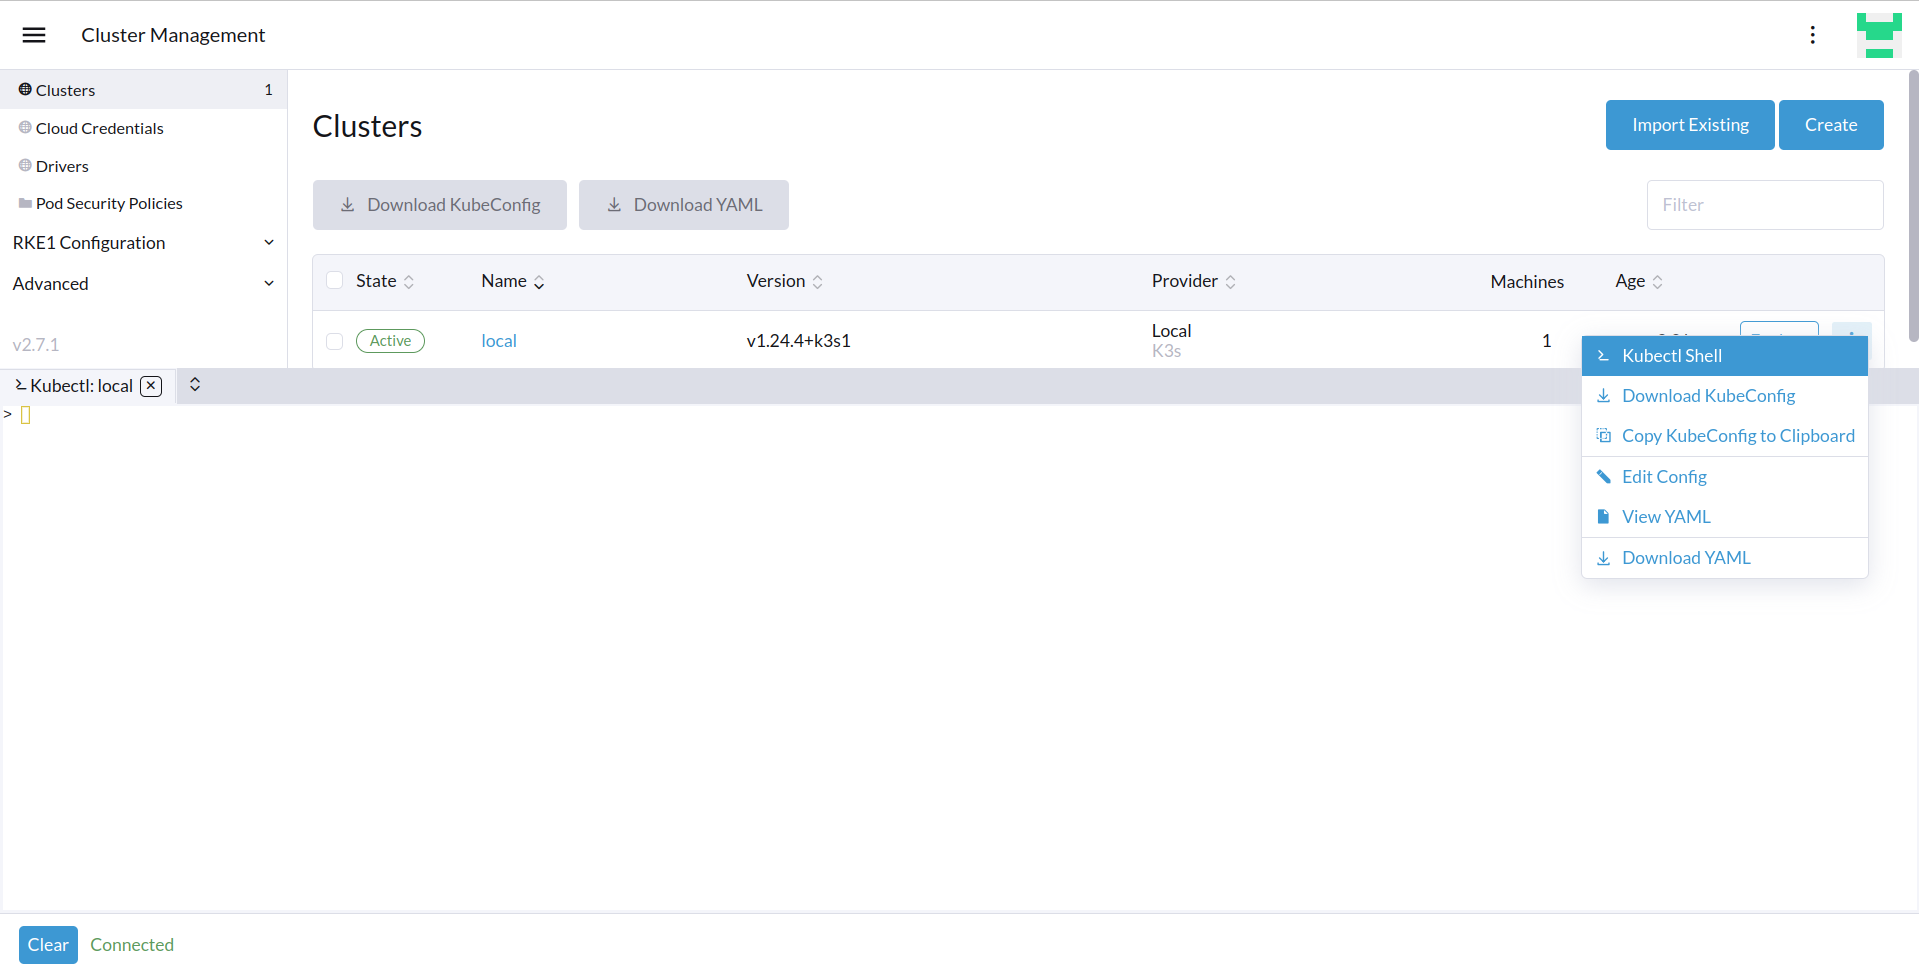 Cluster Management
Clusters 1
Cloud Credentials
Drivers
Pod Security Policies
RKE1 Configuration
Advanced
v2.7.1
Clusters
Import Existing
Create
Download KubeConfig
Download YAML
Filter
State Name Version Provider Machines Age
Active local v1.24.4+k3s1 Local 1
K3s
Kubectl Shell
Download KubeConfig
Copy KubeConfig to Clipboard
Edit Config
View YAML
Download YAML
Kubectl: local
>
Clear Connected